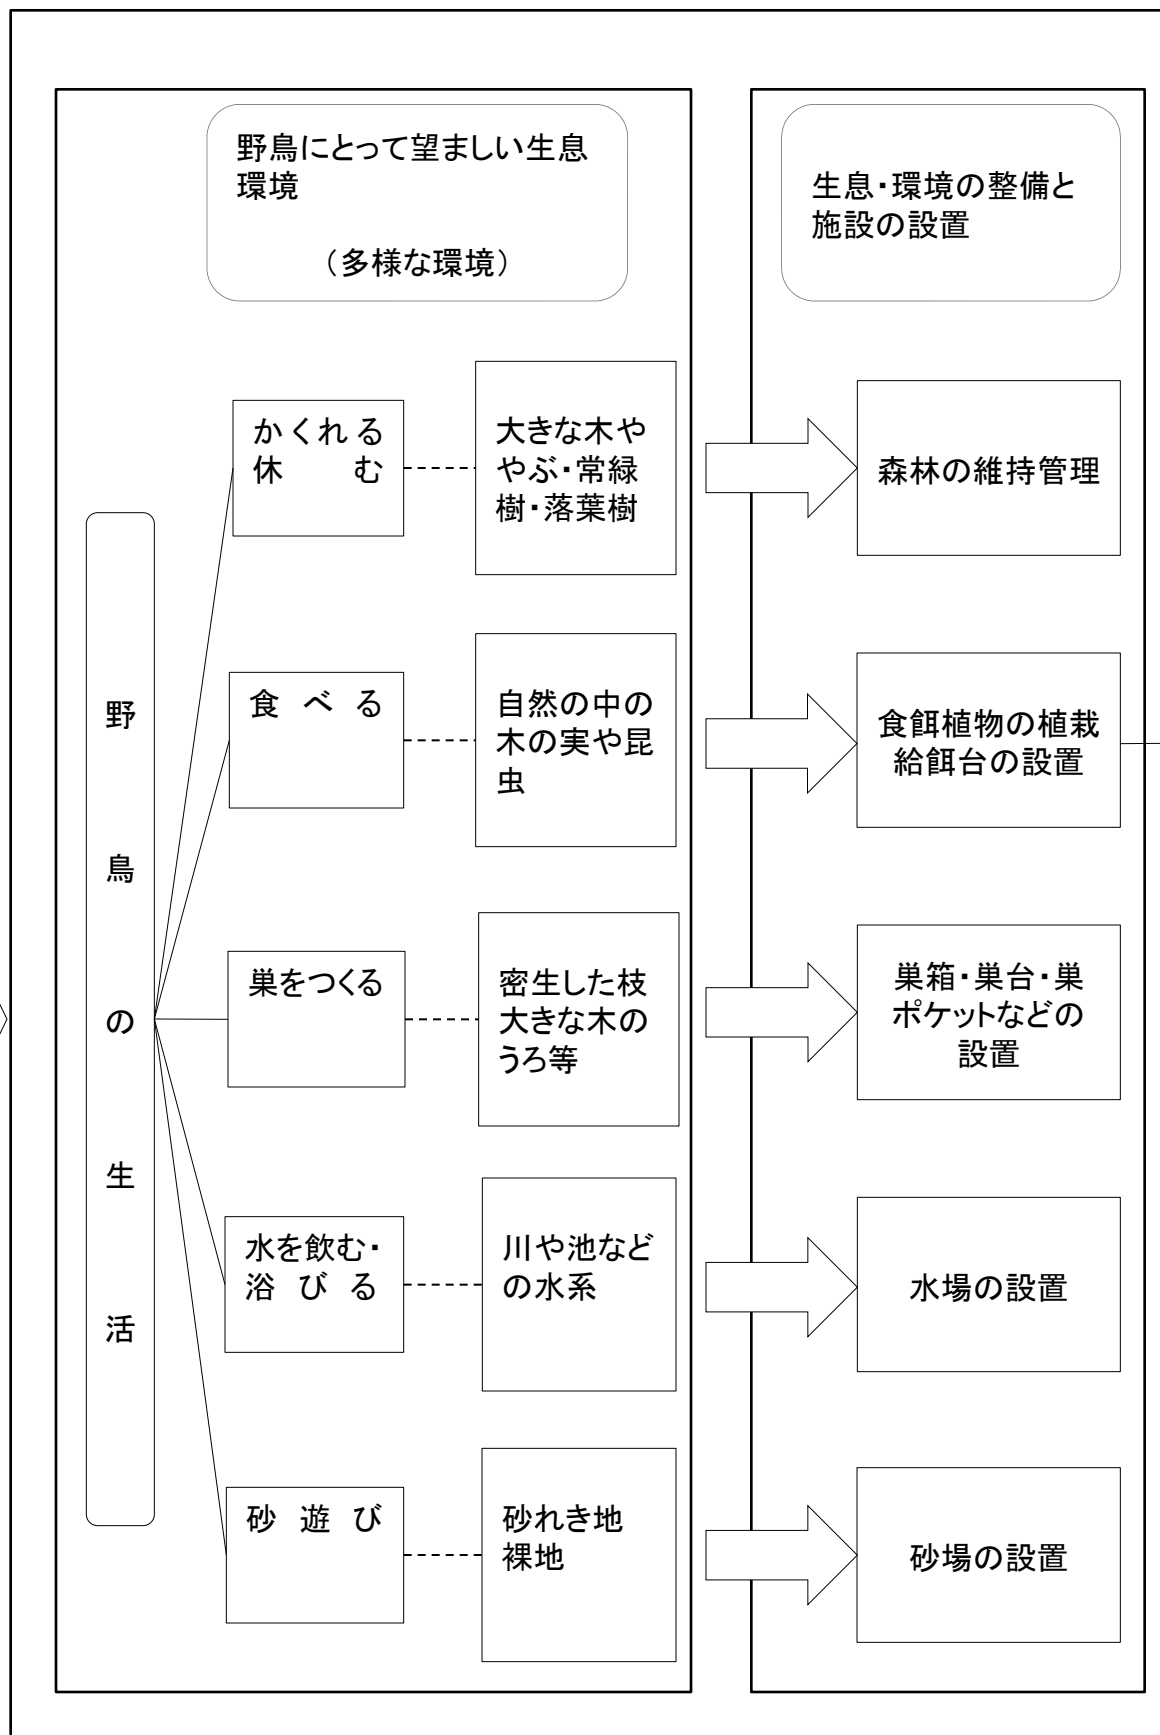 野鳥にとって望ましい生息
環境
（多様な環境）
生息・環境の整備と
施設の設置
野鳥の生活
かくれる
休む
大きな木や
やぶ・常緑
樹・落葉樹
森林の維持管理
食べる
自然の中の
木の実や昆
虫
食餌植物の植栽
給餌台の設置
巣をつくる
密生した枝
大きな木の
うろ等
巣箱・巣台・巣
ポケットなどの
設置
水を飲む・
浴びる
川や池など
の水系
水場の設置
砂遊び
砂れき地
裸地
砂場の設置